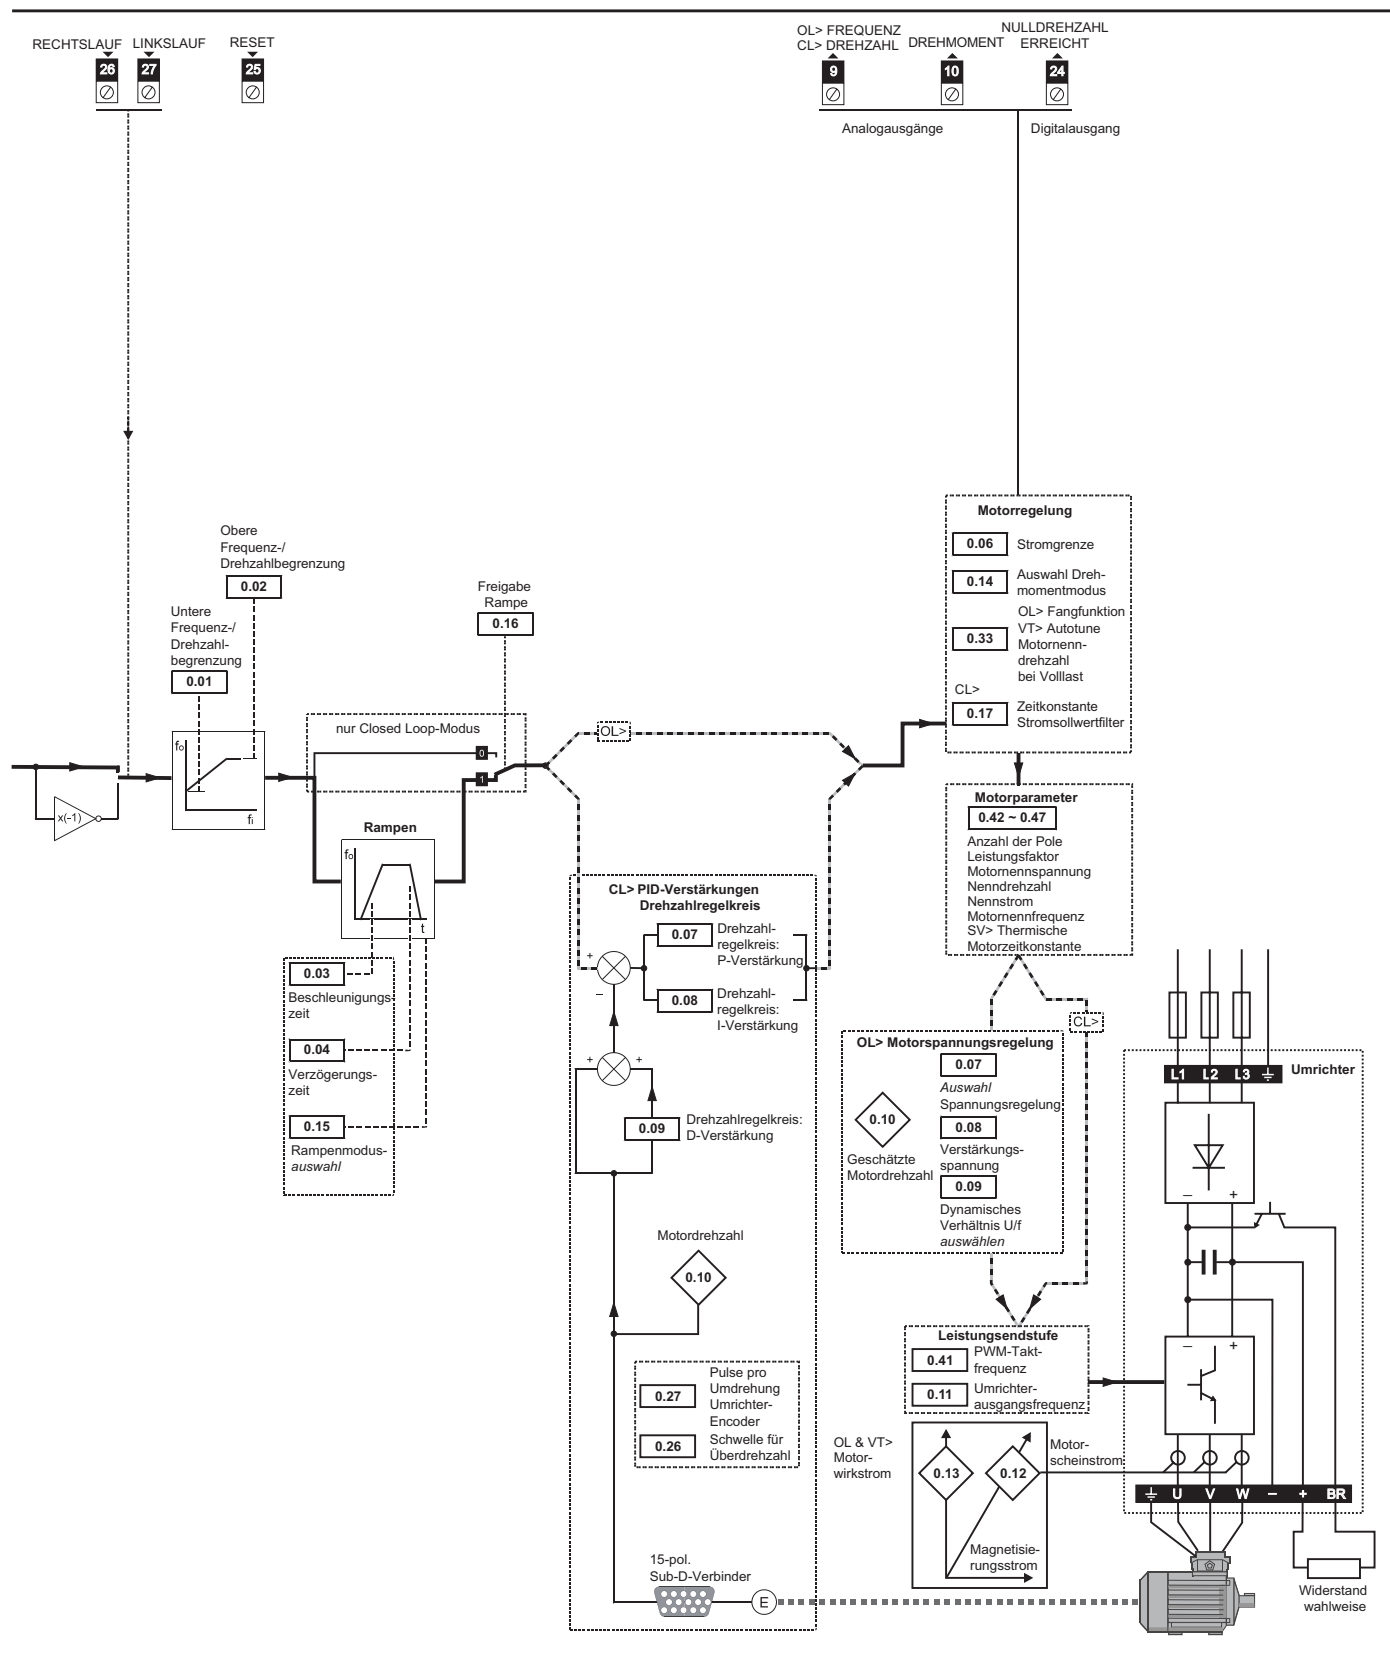 RECHTSLAUF LINKSLAUF RESET
26 27 25
OL> FREQUENZ
CL> DREHZAHL
DREHMOMENT
NULLDREHZAHL
ERREICHT
9 10 24
Analogausgänge
Digitalausgang
Obere
Frequenz-/
Drehzahlbegrenzung
0.02
Untere
Frequenz-/
Drehzahl-
begrenzung
0.01
Freigabe
Rampe
0.16
nur Closed Loop-Modus
0
1
fo
fi
x(-1)
Rampen
fo
t
0.03
Beschleunigungs-
zeit
0.04
Verzögerungs-
zeit
0.15
Rampenmodus-
auswahl
OL>
CL> PID-Verstärkungen
Drehzahlregelkreis
0.07
Drehzahl-
regelkreis:
P-Verstärkung
0.08
Drehzahl-
regelkreis:
I-Verstärkung
+
–
+ +
0.09
Drehzahlregelkreis:
D-Verstärkung
Motordrehzahl
0.10
0.27
Pulse pro
Umdrehung
Umrichter-
Encoder
0.26
Schwelle für
Überdrehzahl
15-pol.
Sub-D-Verbinder
E
Motorregelung
0.06
Stromgrenze
0.14
Auswahl Dreh-
momentmodus
0.33
OL> Fangfunktion
VT> Autotune
Motornenn-
drehzahl
bei Volllast
CL>
0.17
Zeitkonstante
Stromsollwertfilter
Motorparameter
0.42 ~ 0.47
Anzahl der Pole
Leistungsfaktor
Motornennspannung
Nenndrehzahl
Nennstrom
Motornennfrequenz
SV> Thermische
Motorzeitkonstante
CL>
OL> Motorspannungsregelung
0.07
Auswahl
Spannungsregelung
0.10
Geschätzte
Motordrehzahl
0.08
Verstärkungs-
spannung
0.09
Dynamisches
Verhältnis U/f
auswählen
Leistungsendstufe
0.41
PWM-Takt-
frequenz
0.11
Umrichter-
ausgangsfrequenz
OL & VT>
Motor-
wirkstrom
0.13
0.12
Motor-
scheinstrom
Magnetisie-
rungsstrom
L1 L2 L3
Umrichter
– +
– +
U V W – + BR
Widerstand
wahlweise